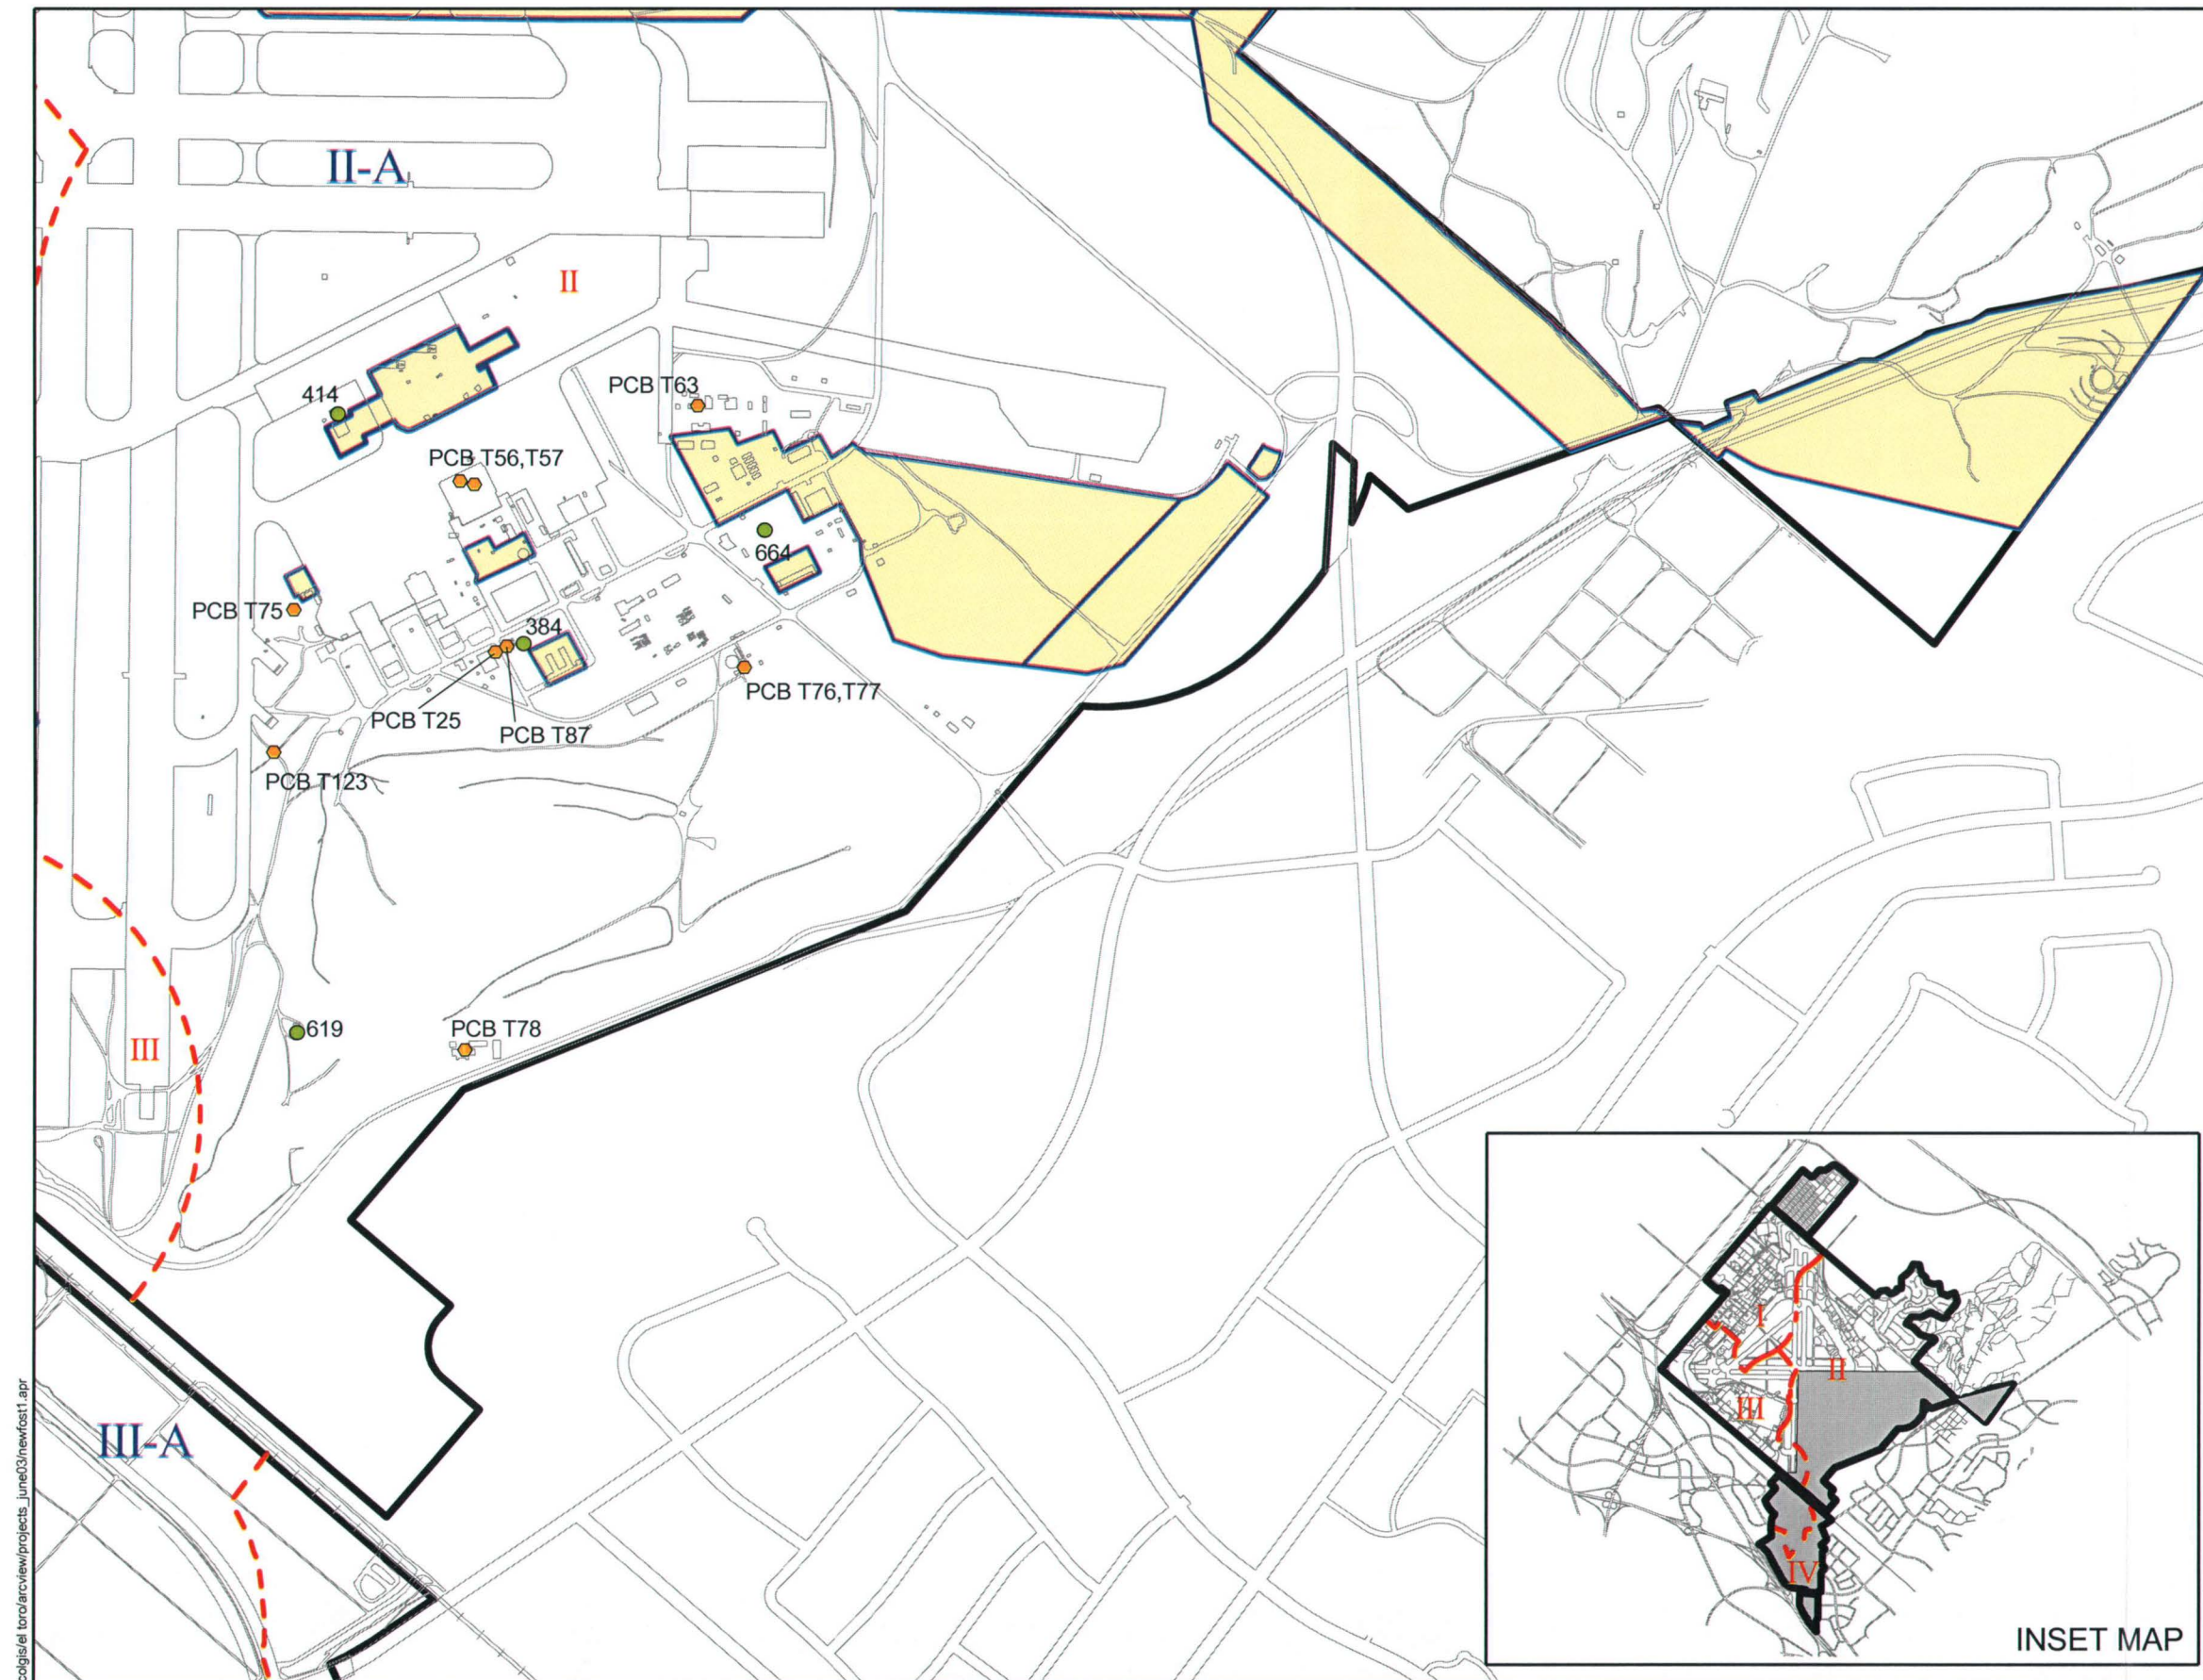 II-A
II
414
PCB T63
PCB T56,T57
664
PCB T75
384
PCB T76,T77
PCB T25
PCB T87
PCB T123
619
PCB T78
III
III-A
I
II
III
IV
INSET MAP
colgis/el toro/arcview/projects_june03/newfost1.apr